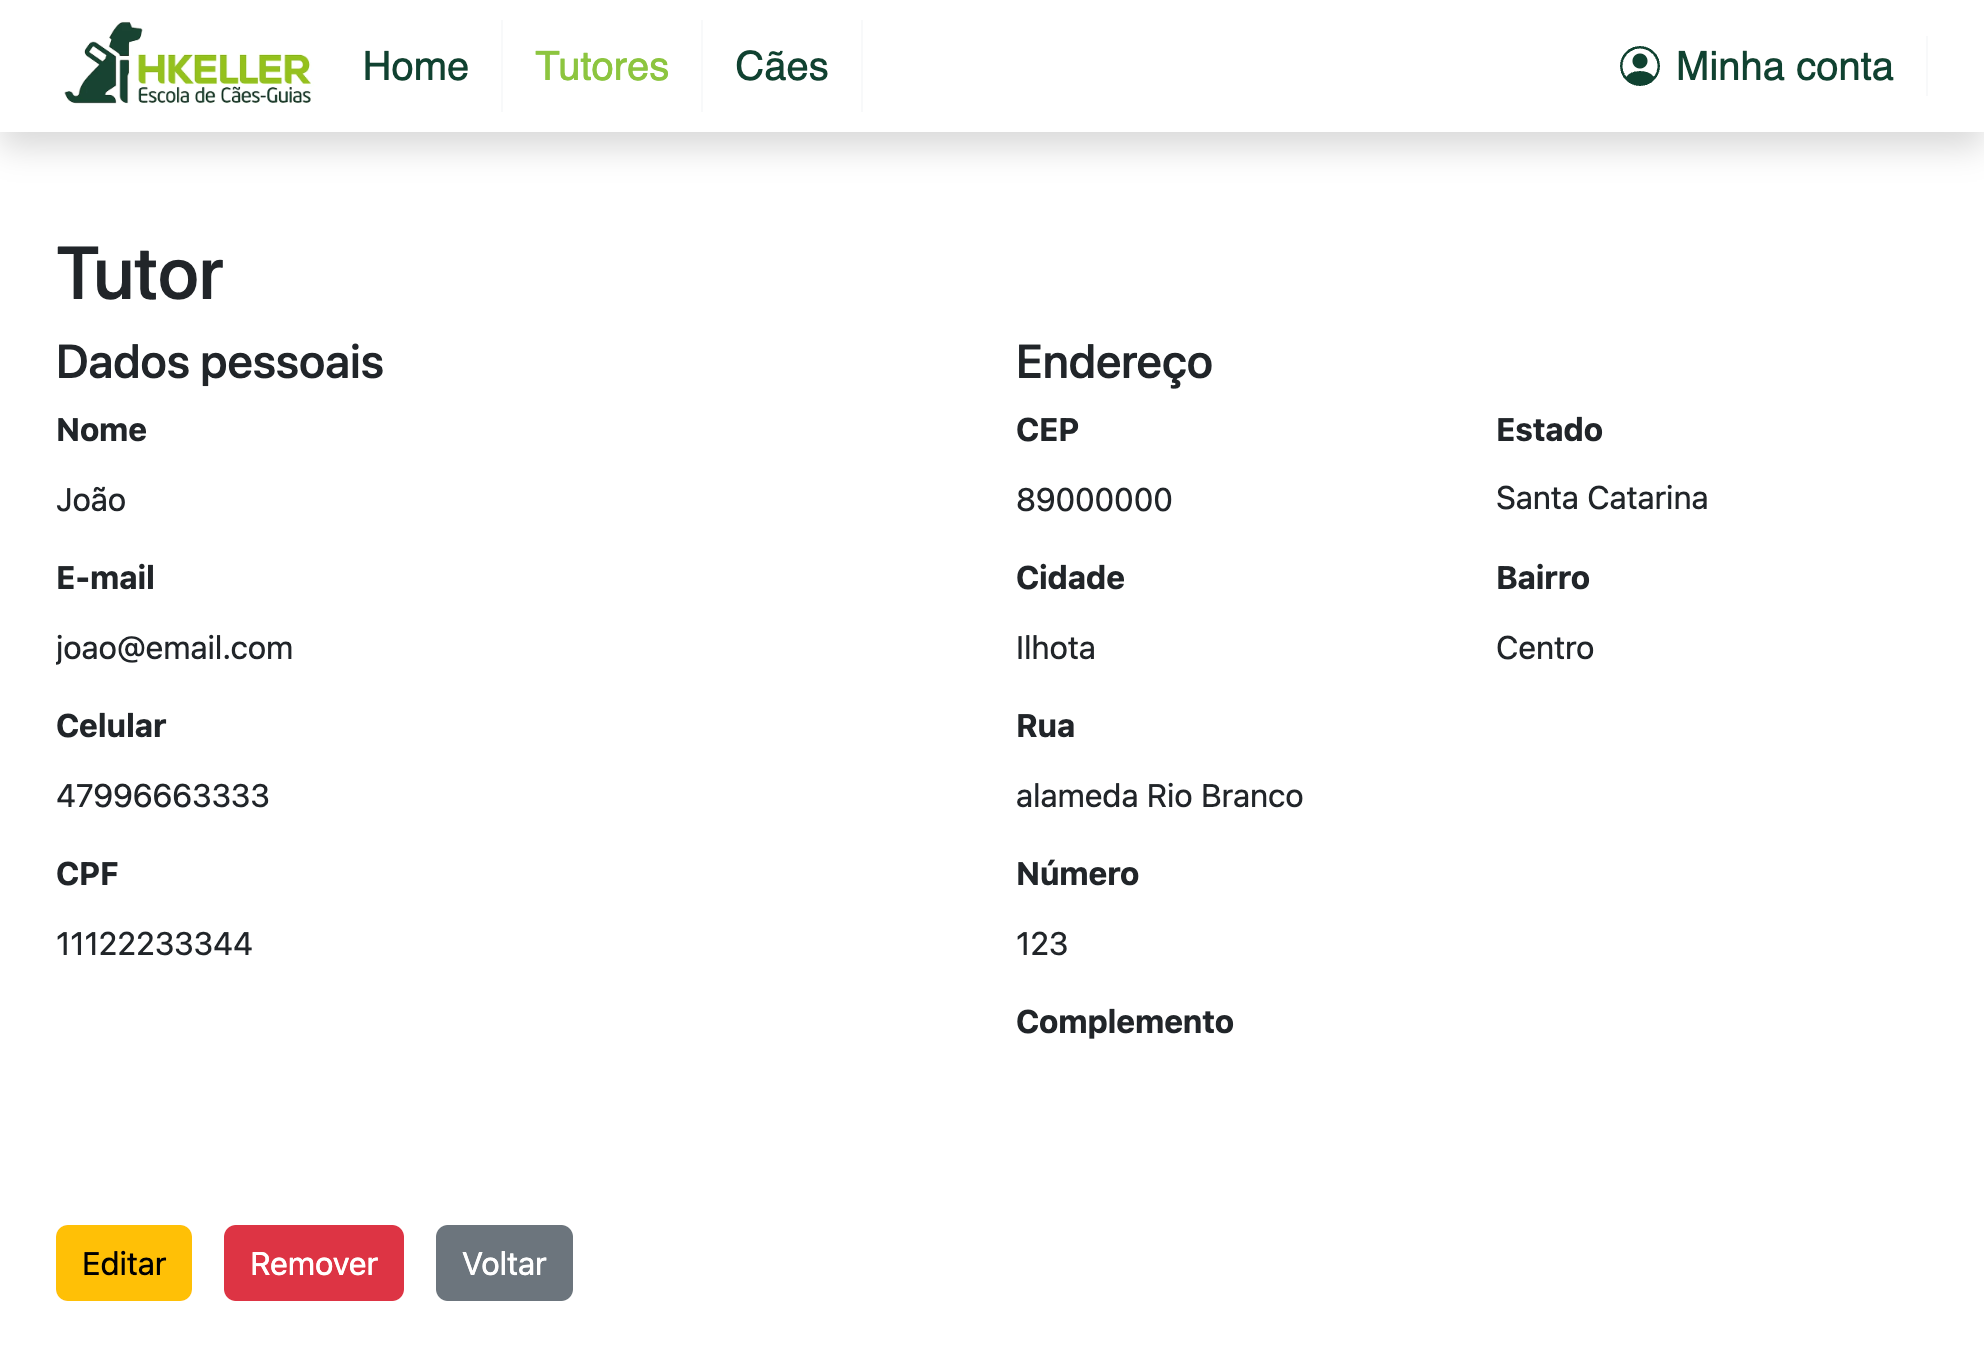 HKELLER
Escola de Cães-Guias
Home
Tutores
Cães
Minha conta
Tutor
Dados pessoais
Nome
João
E-mail
joao@email.com
Celular
47996663333
CPF
11122233344
Endereço
CEP
89000000
Estado
Santa Catarina
Cidade
Ilhota
Bairro
Centro
Rua
alameda Rio Branco
Número
123
Complemento
Editar
Remover
Voltar